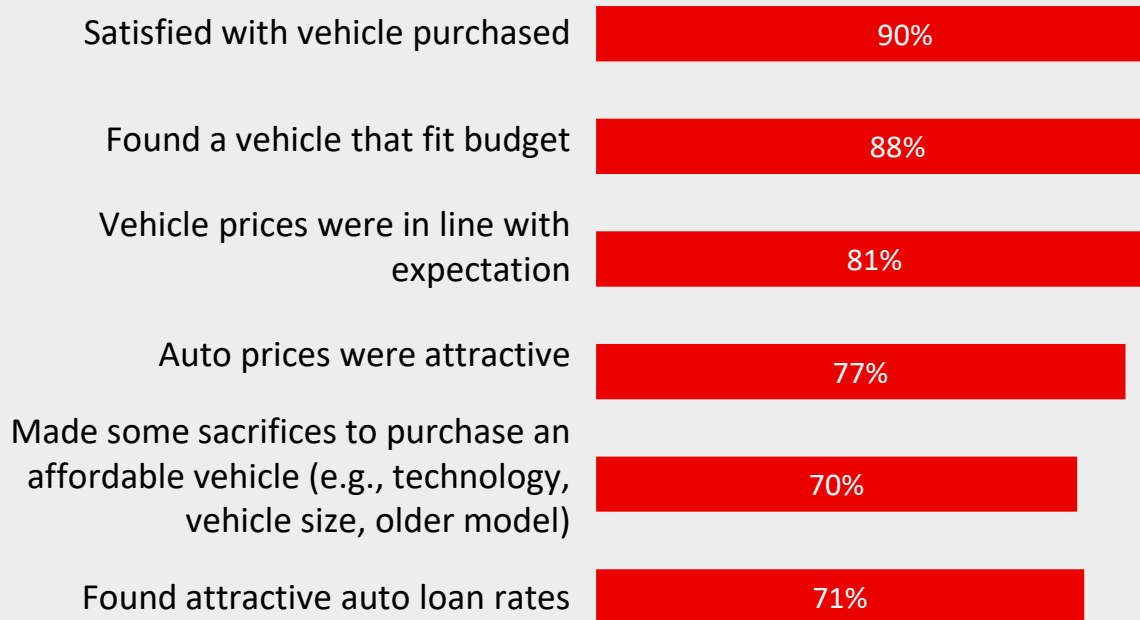 Satisfied with vehicle purchased
90%
Found a vehicle that fit budget
88%
Vehicle prices were in line with
expectation
81%
Auto prices were attractive
77%
Made some sacrifices to purchase an
affordable vehicle (e.g., technology,
vehicle size, older model)
70%
Found attractive auto loan rates
71%